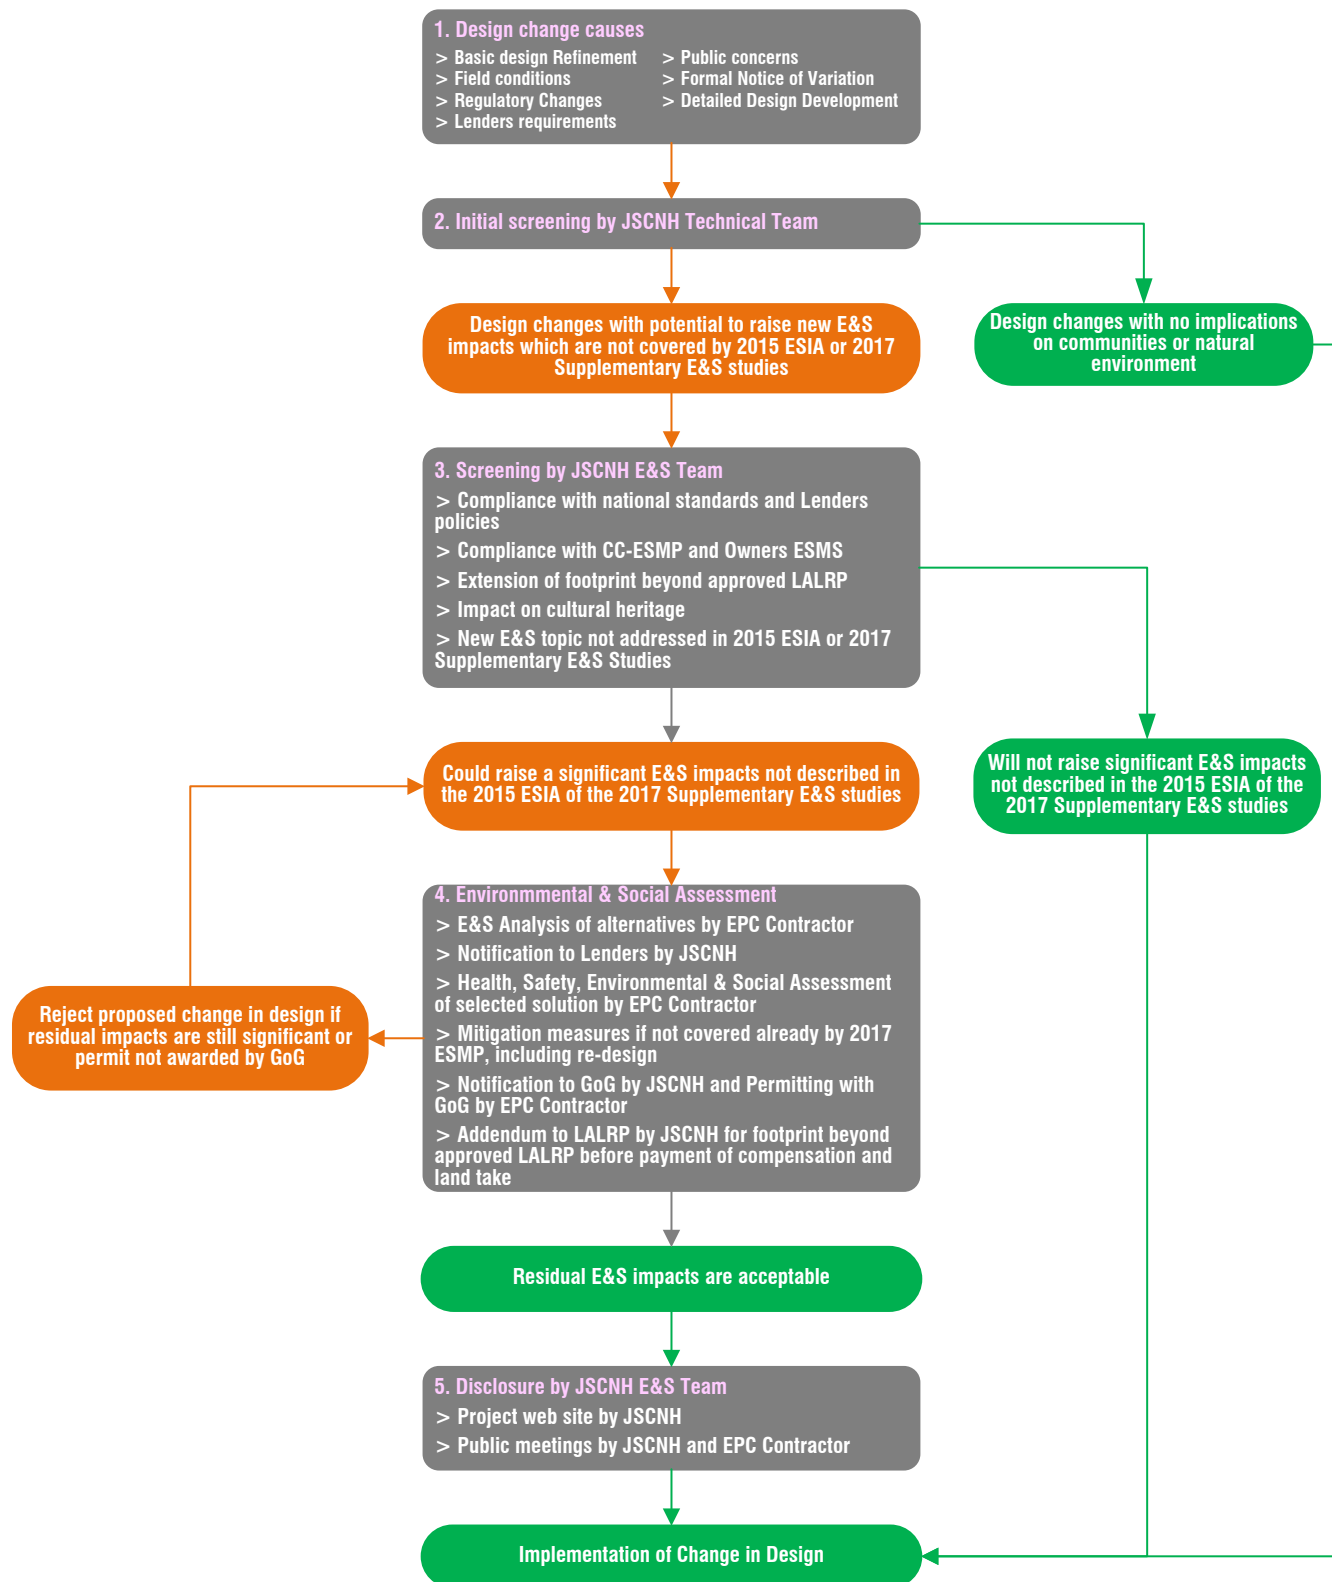 1. Design change causes
> Basic design Refinement
> Field conditions
> Regulatory Changes
> Lenders requirements
> Public concerns
> Formal Notice of Variation
> Detailed Design Development
2. Initial screening by JSCNH Technical Team
Design changes with potential to raise new E&S
impacts which are not covered by 2015 ESIA or 2017
Supplementary E&S studies
Design changes with no implications
on communities or natural
environment
3. Screening by JSCNH E&S Team
> Compliance with national standards and Lenders
policies
> Compliance with CC-ESMP and Owners ESMS
> Extension of footprint beyond approved LALRP
> Impact on cultural heritage
> New E&S topic not addressed in 2015 ESIA or 2017
Supplementary E&S Studies
Could raise a significant E&S impacts not described in
the 2015 ESIA of the 2017 Supplementary E&S studies
Will not raise significant E&S impacts
not described in the 2015 ESIA of the
2017 Supplementary E&S studies
4. Environmmental & Social Assessment
> E&S Analysis of alternatives by EPC Contractor
> Notification to Lenders by JSCNH
> Health, Safety, Environmental & Social Assessment
of selected solution by EPC Contractor
> Mitigation measures if not covered already by 2017
ESMP, including re-design
> Notification to GoG by JSCNH and Permitting with
GoG by EPC Contractor
> Addendum to LALRP by JSCNH for footprint beyond
approved LALRP before payment of compensation and
land take
Reject proposed change in design if
residual impacts are still significant or
permit not awarded by GoG
Residual E&S impacts are acceptable
5. Disclosure by JSCNH E&S Team
> Project web site by JSCNH
> Public meetings by JSCNH and EPC Contractor
Implementation of Change in Design